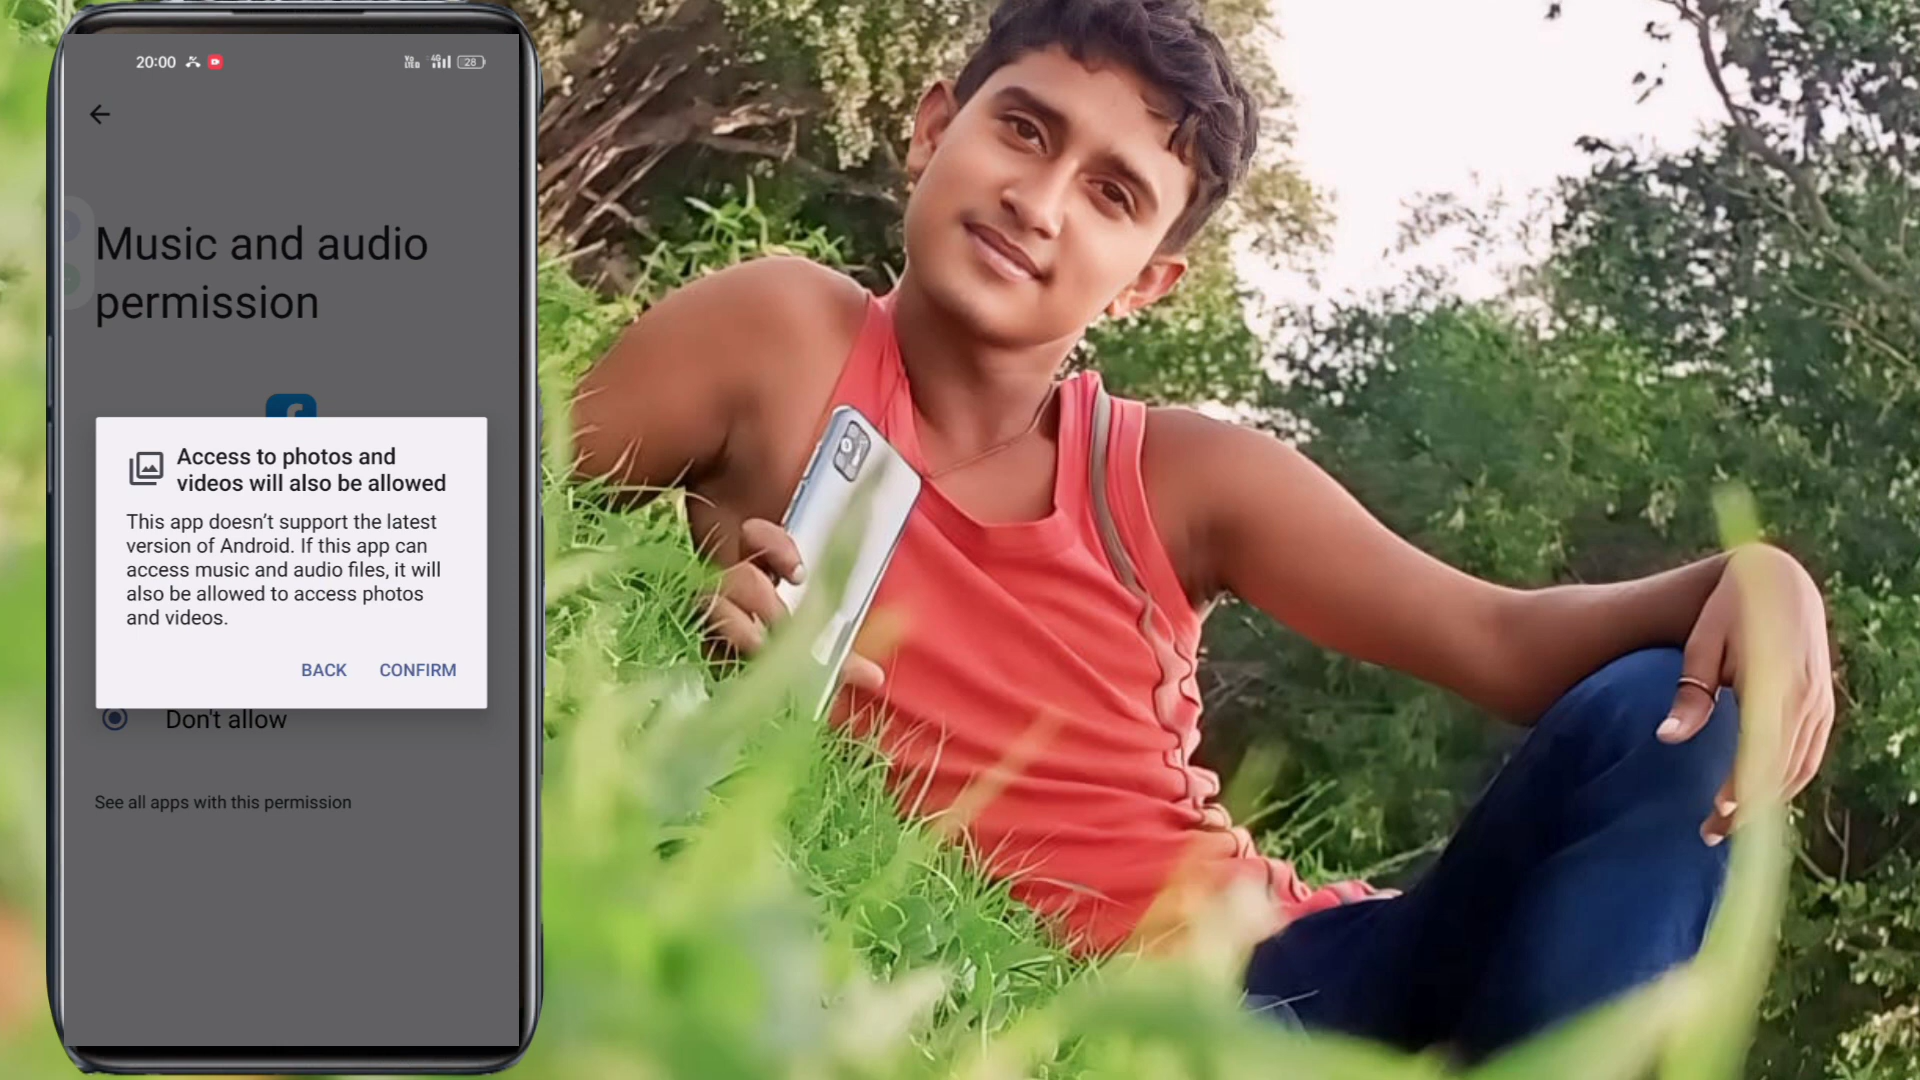 20:00
4G
28
Music and audio
permission
Access to photos and
videos will also be allowed
This app doesn’t support the latest
version of Android. If this app can
access music and audio files, it will
also be allowed to access photos
and videos.
BACK CONFIRM
Don't allow
See all apps with this permission